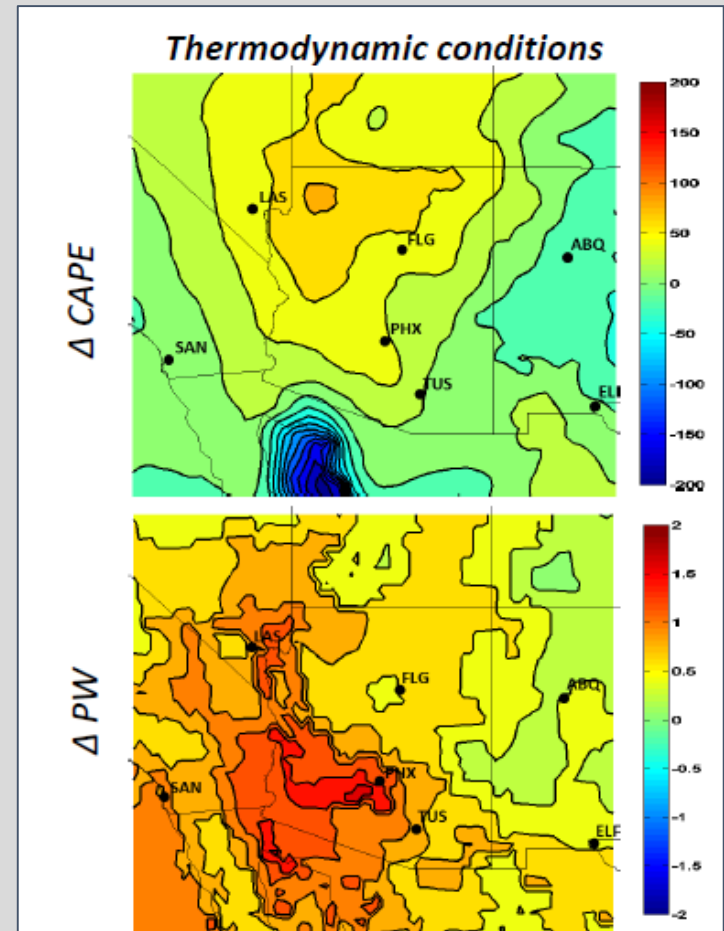 Thermodynamic conditions
Δ CAPE
LAS
FLG
ABQ
PHX
SAN
TUS
200
150
100
50
0
-50
-100
-150
-200
Δ PW
LAS
FLG
ABQ
PHX
SAN
TUS
2
1.5
1
0.5
0
-0.5
-1
-1.5
-2